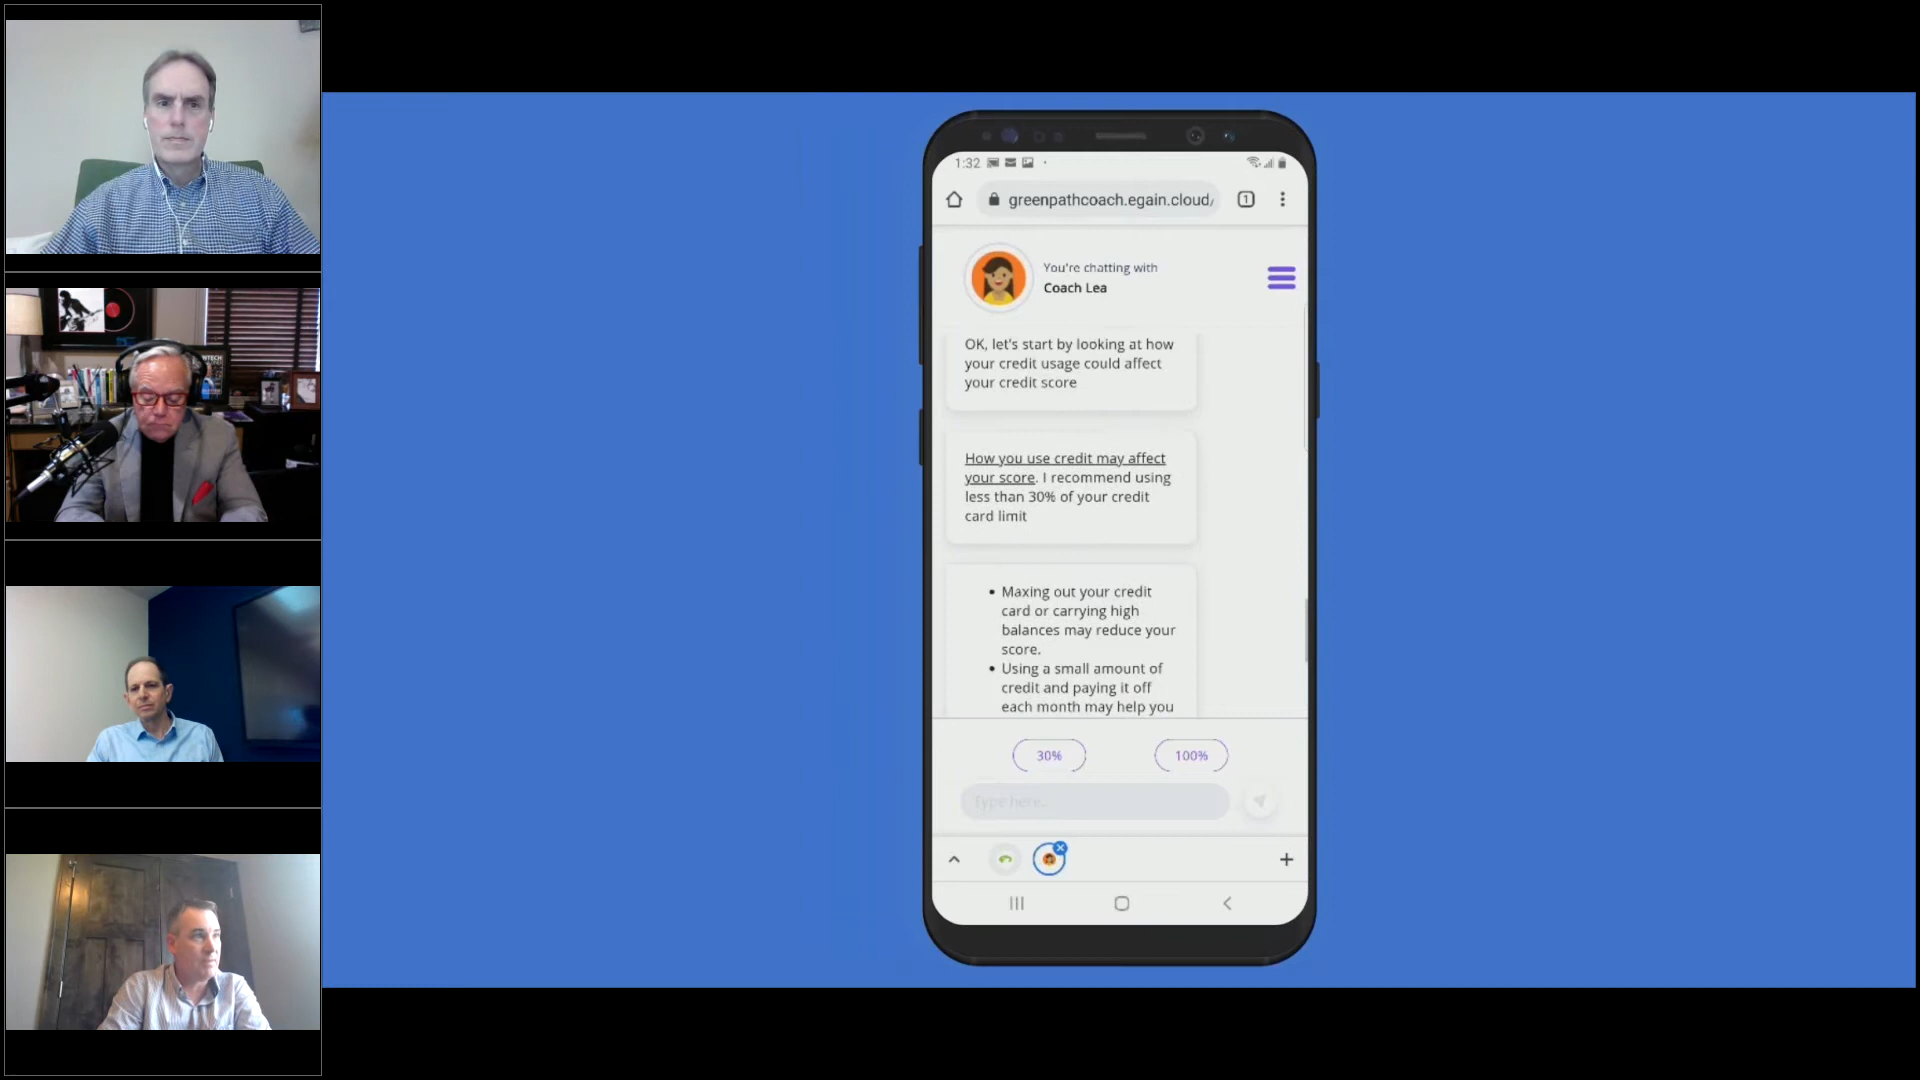 1:32
greenpathcoach.egain.cloud/
1
You're chatting with
Coach Lea
OK, let's start by looking at how
your credit usage could affect
your credit score
How you use credit may affect
your score. I recommend using
less than 30% of your credit
card limit
• Maxing out your credit
card or carrying high
balances may reduce your
score.
• Using a small amount of
credit and paying it off
each month may help you
30%
100%
Type here...